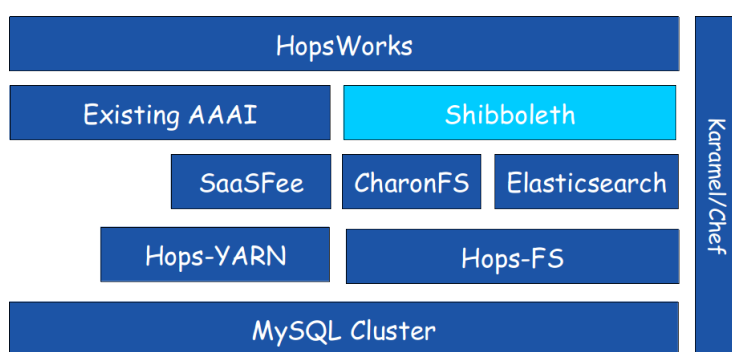 HopsWorks
Existing AAAI
Shibboleth
SaaSFee
CharonFS
Elasticsearch
Hops-YARN
Hops-FS
MySQL Cluster
Karamel/Chef